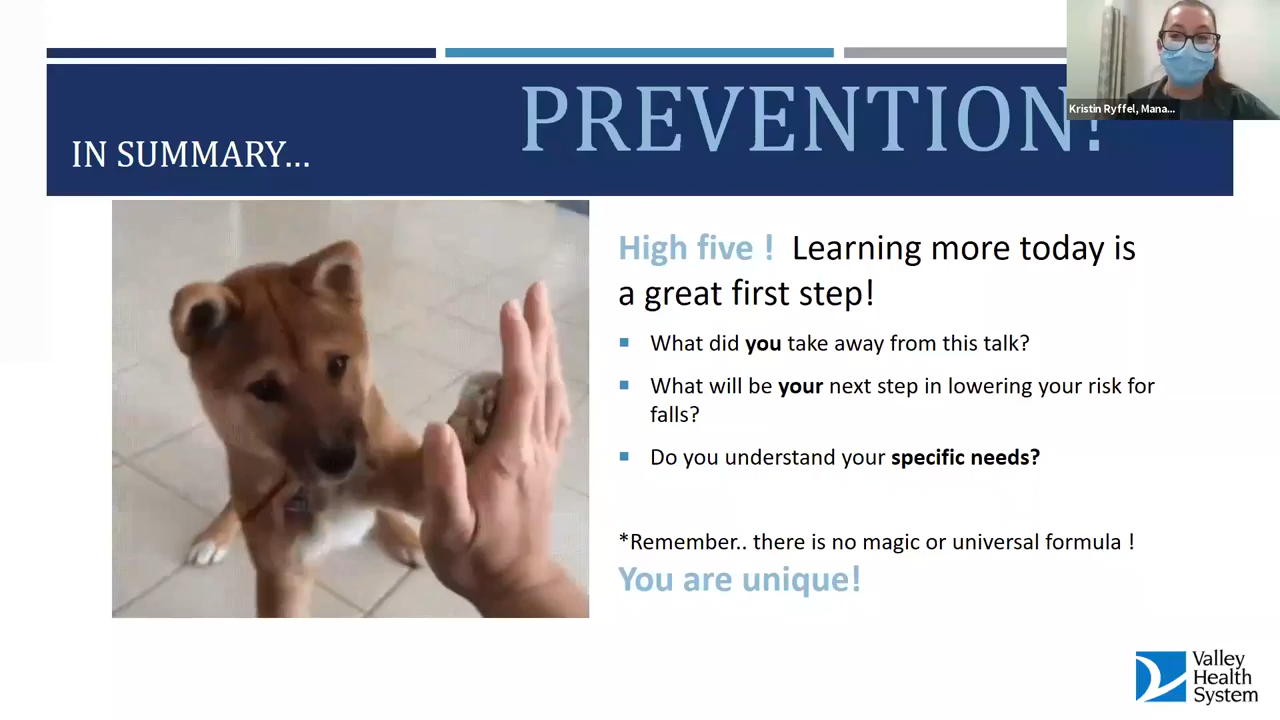 PREVENTION!
Kristin Ryffel, Mana...
IN SUMMARY...
High five ! Learning more today is
a great first step!
What did you take away from this talk?
What will be your next step in lowering your risk for
falls?
Do you understand your specific needs?
*Remember.. there is no magic or universal formula !
You are unique!
Valley
Health
System